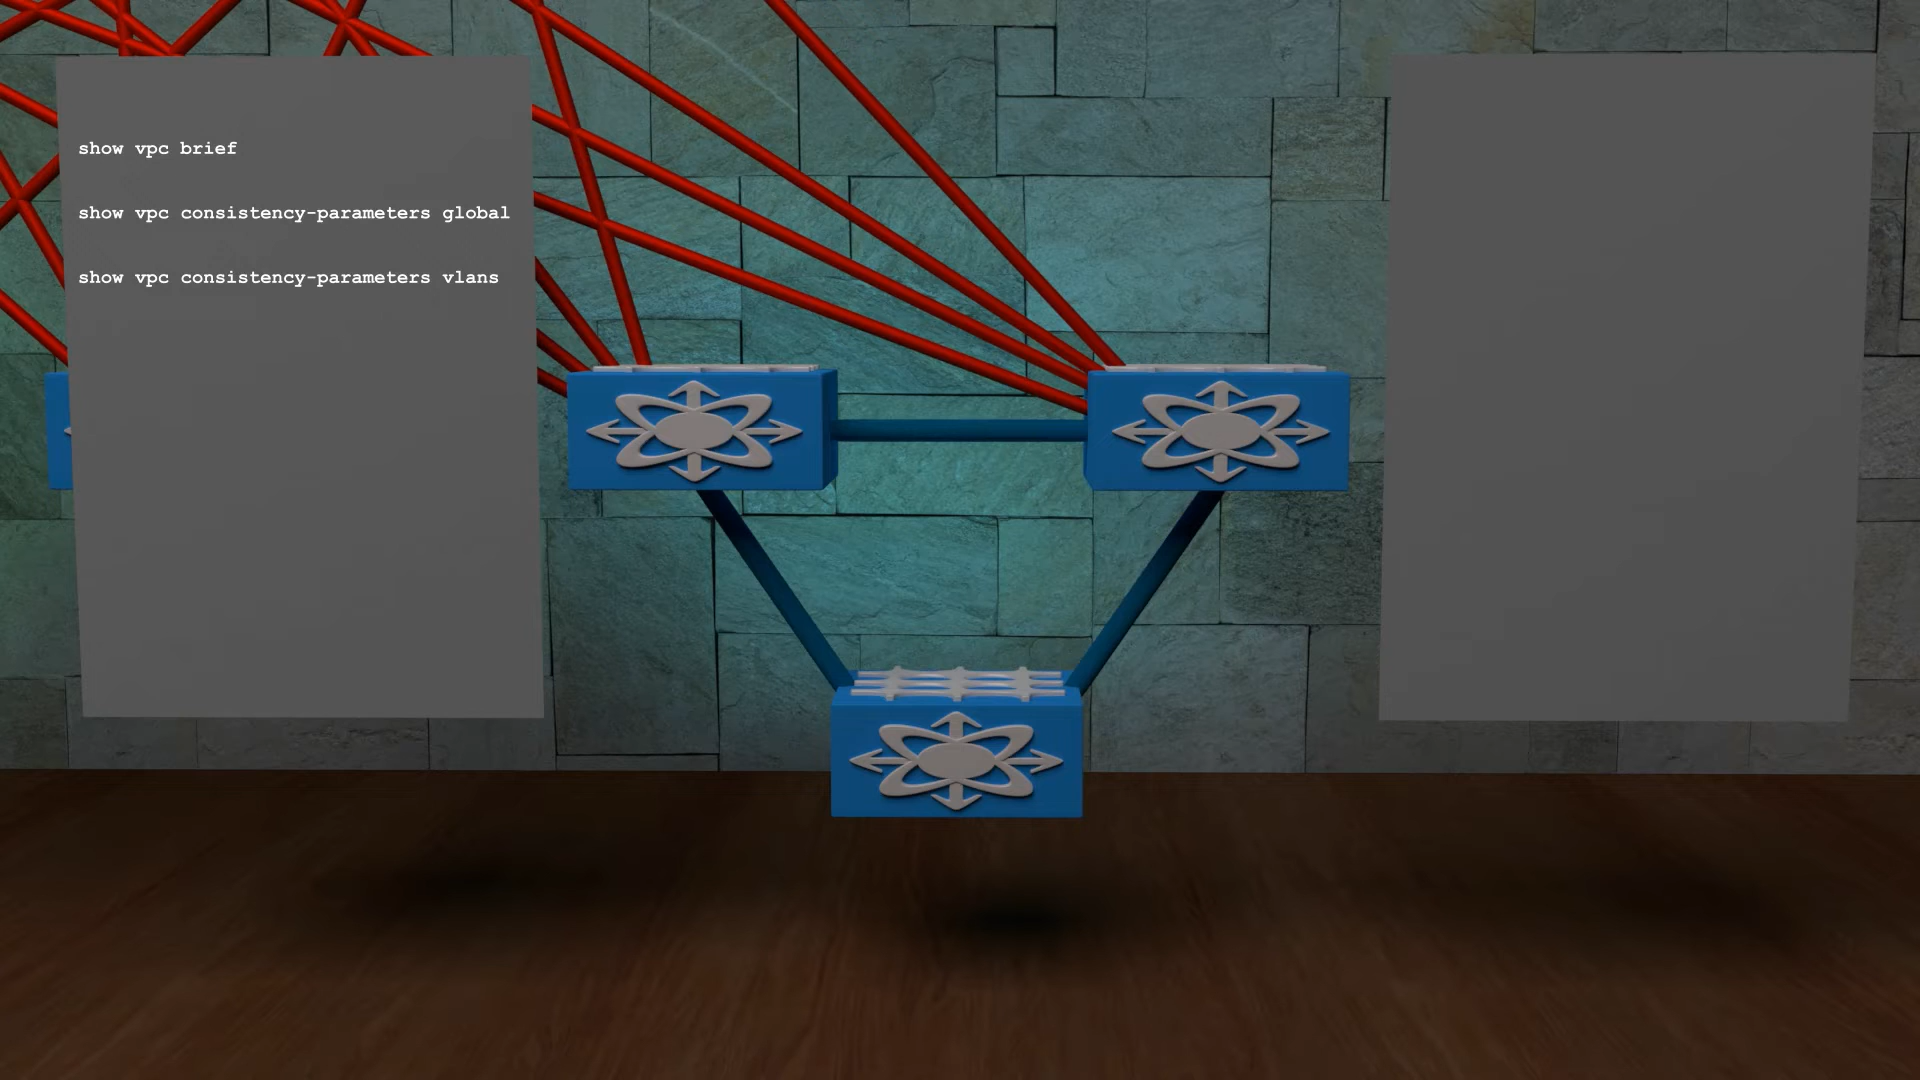 show vpc brief
show vpc consistency-parameters global
show vpc consistency-parameters vlans